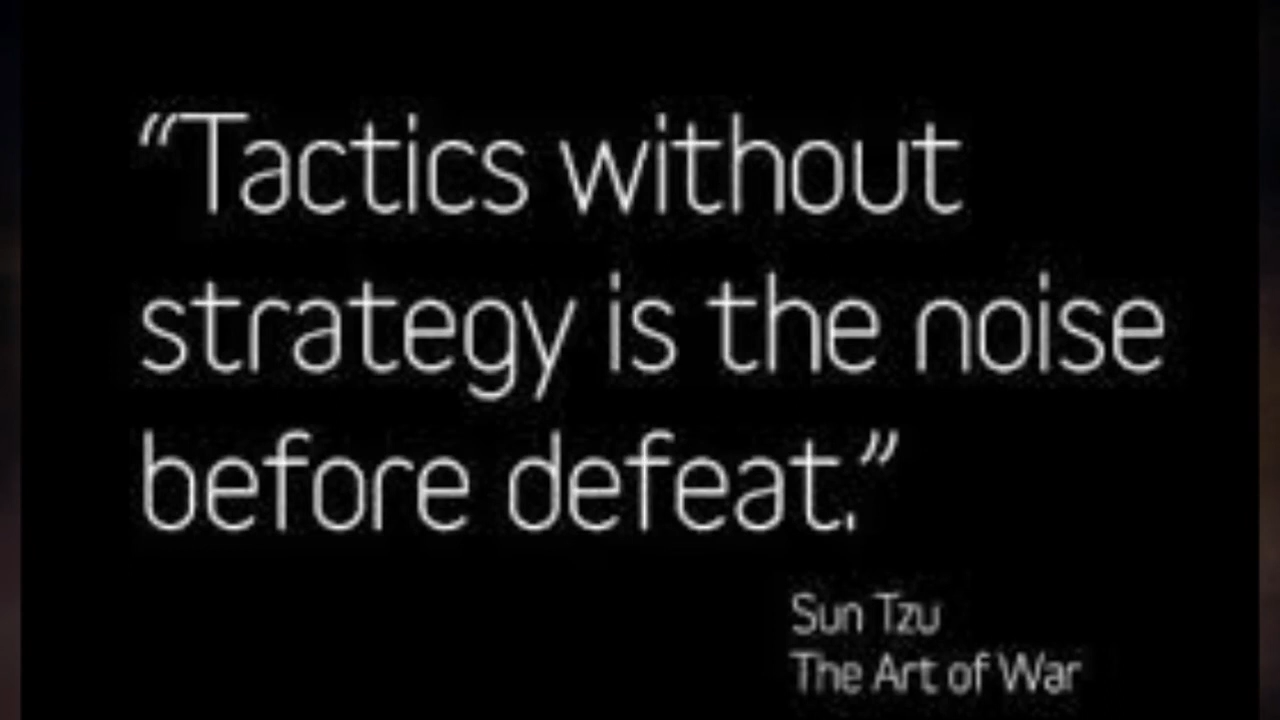 “Tactics without
strategy is the noise
before defeat.”
Sun Tzu
The Art of War